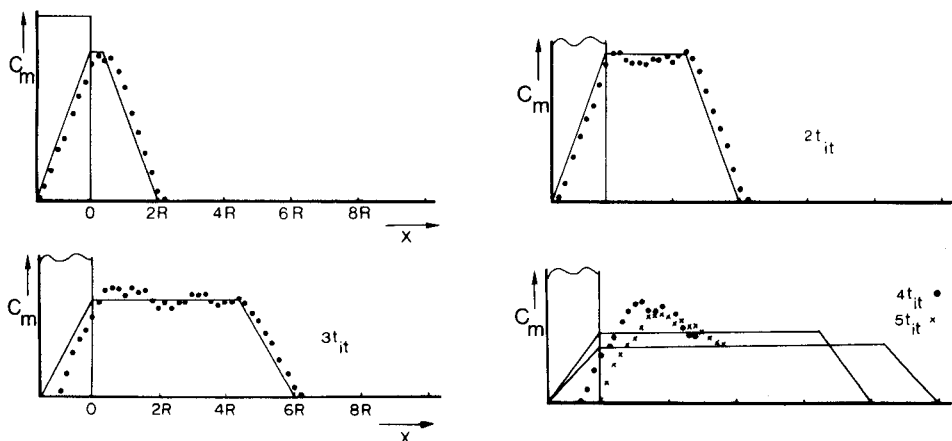 C_m
0 2R 4R 6R 8R
X
C_m
2t_it
C_m
3t_it
0 2R 4R 6R 8R
X
C_m
4t_it •
5t_it ×